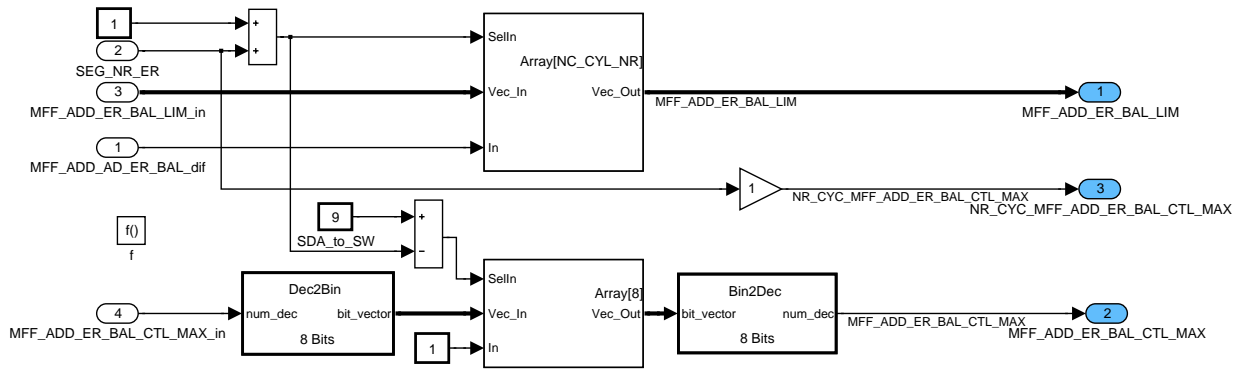 1
+
+
2
SEG_NR_ER
SelIn
Array[NC_CYL_NR]
3
MFF_ADD_ER_BAL_LIM_in
Vec_In
Vec_Out
MFF_ADD_ER_BAL_LIM
1
MFF_ADD_ER_BAL_LIM
1
MFF_ADD_AD_ER_BAL_dif
In
1
NR_CYC_MFF_ADD_ER_BAL_CTL_MAX
3
NR_CYC_MFF_ADD_ER_BAL_CTL_MAX
f()
f
9
SDA_to_SW
+
−
SelIn
Array[8]
Dec2Bin
Bin2Dec
4
MFF_ADD_ER_BAL_CTL_MAX_in
num_dec
bit_vector
8 Bits
Vec_In
Vec_Out
1
In
bit_vector
num_dec
8 Bits
MFF_ADD_ER_BAL_CTL_MAX
2
MFF_ADD_ER_BAL_CTL_MAX